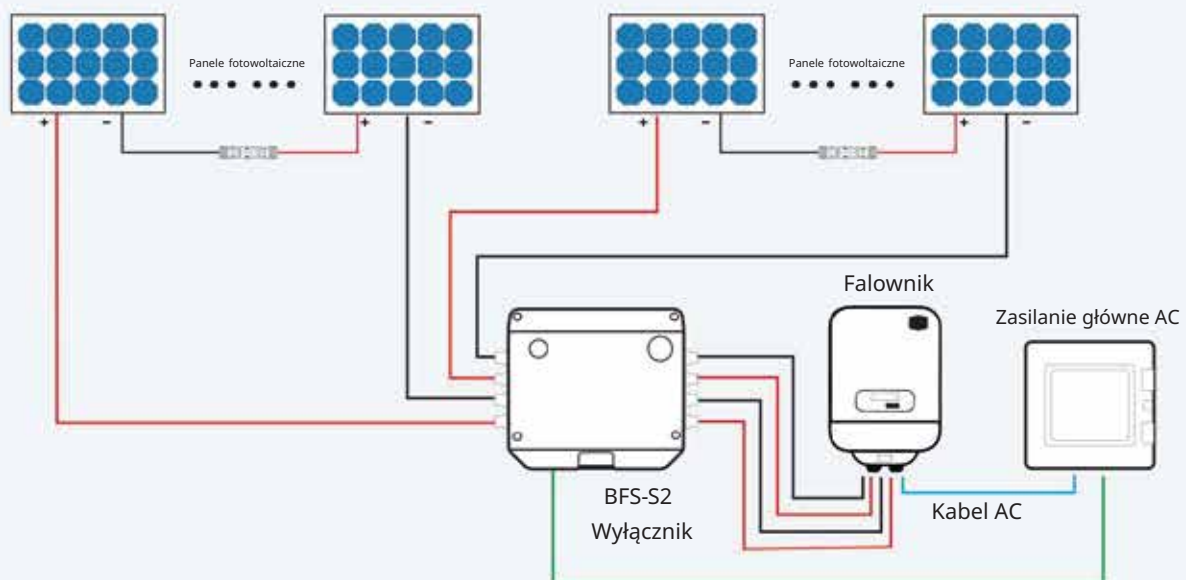 Panele fotowoltaiczne
Panele fotowoltaiczne
+ − + − + − + −
Falownik
Zasilanie główne AC
BFS-S2
Wyłącznik
Kabel AC